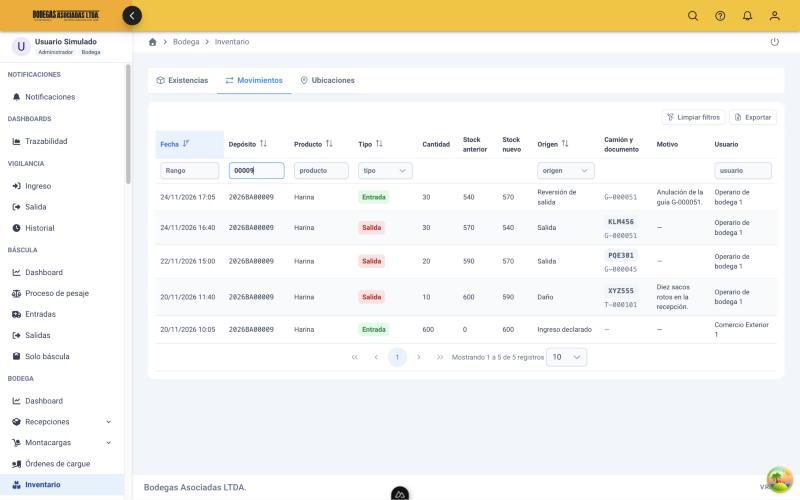 BODEGAS ASOCIADAS LTDA.
U
Usuario Simulado
Administrador Bodega
Bodega Inventario
NOTIFICACIONES
Notificaciones
DASHBOARDS
Trazabilidad
VIGILANCIA
Ingreso
Salida
Historial
BÁSCULA
Dashboard
Proceso de pesaje
Entradas
Salidas
Solo báscula
BODEGA
Dashboard
Recepciones
Montacargas
Órdenes de cargue
Inventario
Existencias Movimientos Ubicaciones
Limpiar filtros Exportar
Fecha Depósito Producto Tipo Cantidad Stock anterior Stock nuevo Origen Camión y documento Motivo Usuario
Rango 00009 producto tipo origen usuario
24/11/2026 17:05 2026BA00009 Harina Entrada 30 540 570 Reversión de salida G-000051 Anulación de la guía G-000051. Operario de bodega 1
24/11/2026 16:40 2026BA00009 Harina Salida 30 570 540 Salida KLM456 G-000051 — Operario de bodega 1
22/11/2026 15:00 2026BA00009 Harina Salida 20 590 570 Salida PQE301 G-000045 — Operario de bodega 1
20/11/2026 11:40 2026BA00009 Harina Salida 10 600 590 Daño XYZ555 T-000101 Diez sacos rotos en la recepción. Operario de bodega 1
20/11/2026 10:05 2026BA00009 Harina Entrada 600 0 600 Ingreso declarado — — Comercio Exterior 1
1 Mostrando 1 a 5 de 5 registros 10
Bodegas Asociadas LTDA.